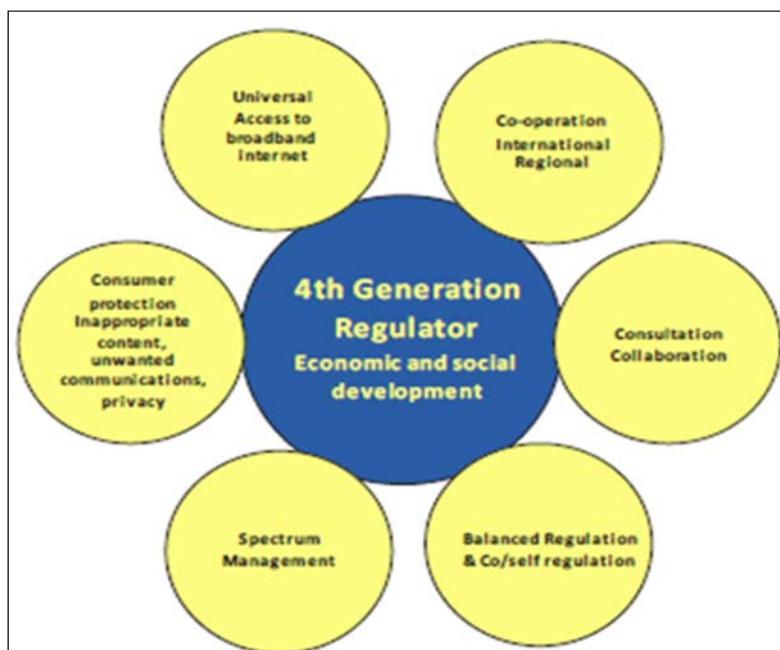 Universal
Access to
broadband
internet
Co-operation
International
Regional
Consumer
protection
Inappropriate
content,
unwanted
communications,
privacy
4th Generation
Regulator
Economic and social
development
Consultation
Collaboration
Spectrum
Management
Balanced Regulation
& Co/self regulation